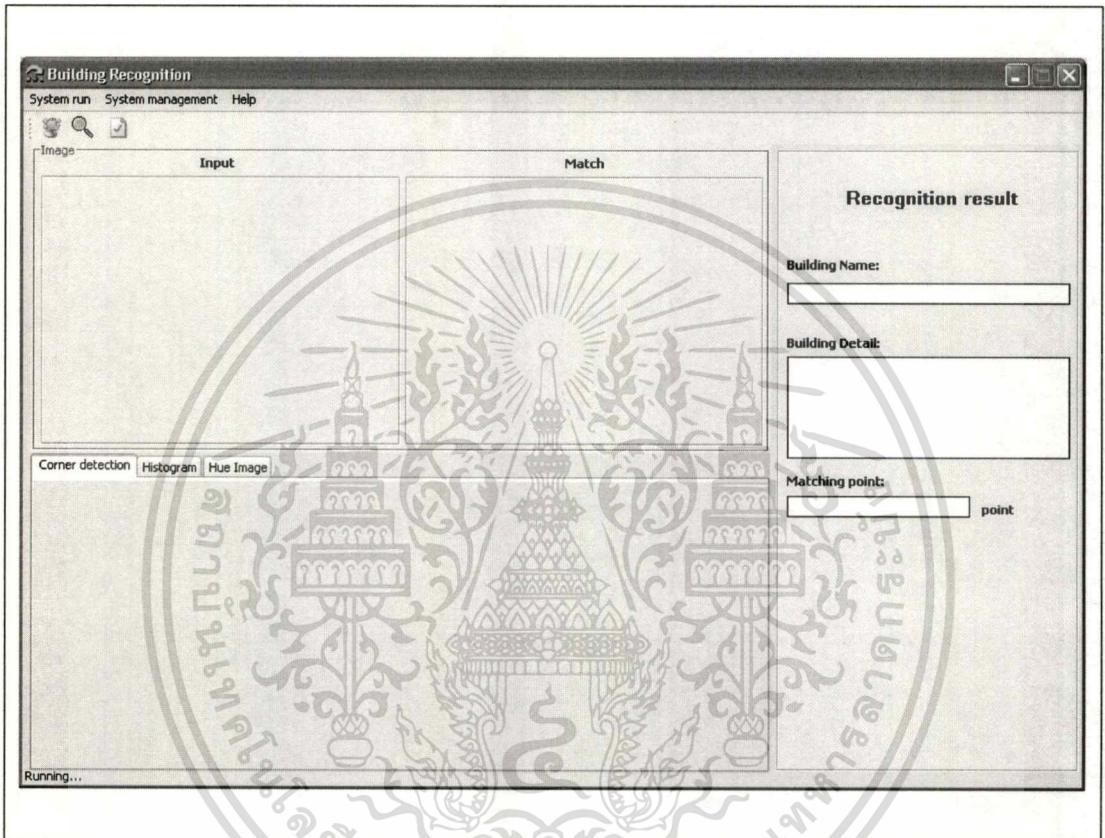 Building Recognition
System run System management Help
Image
Input Match
Recognition result
Building Name:
Building Detail:
Corner detection Histogram Hue Image
Matching point:
point
Running...